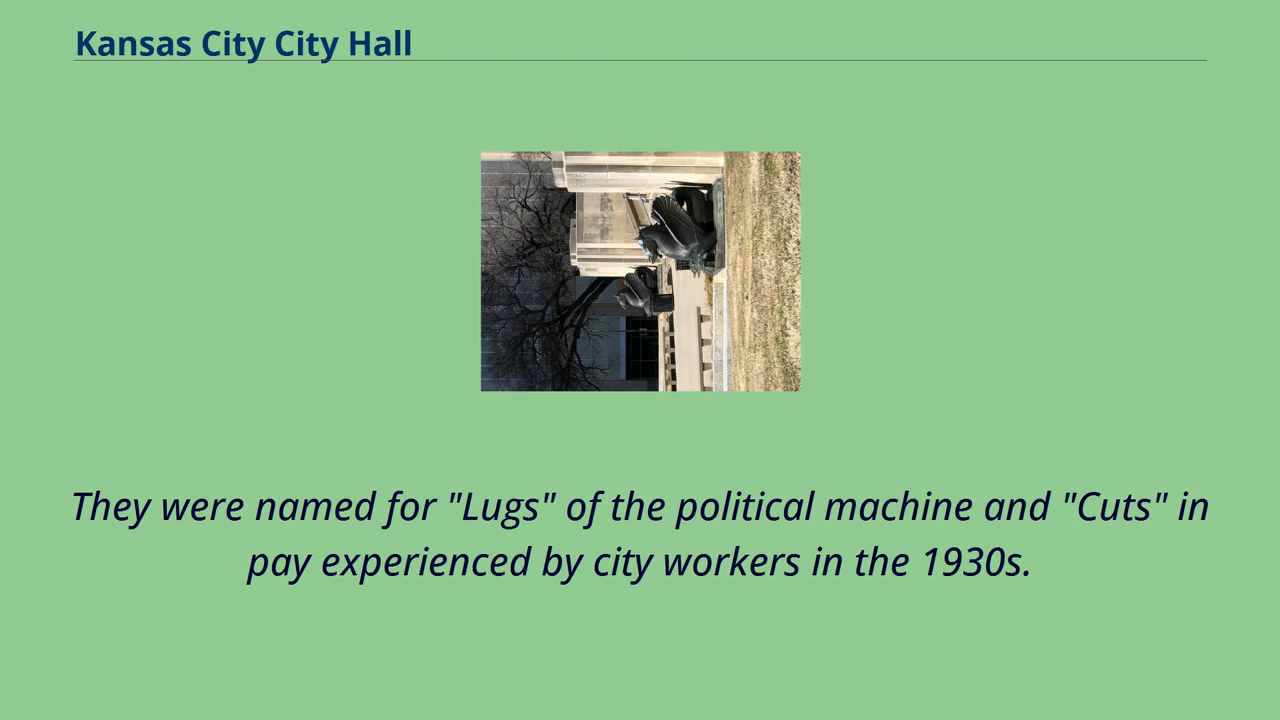 Kansas City City Hall
They were named for "Lugs" of the political machine and "Cuts" in
pay experienced by city workers in the 1930s.